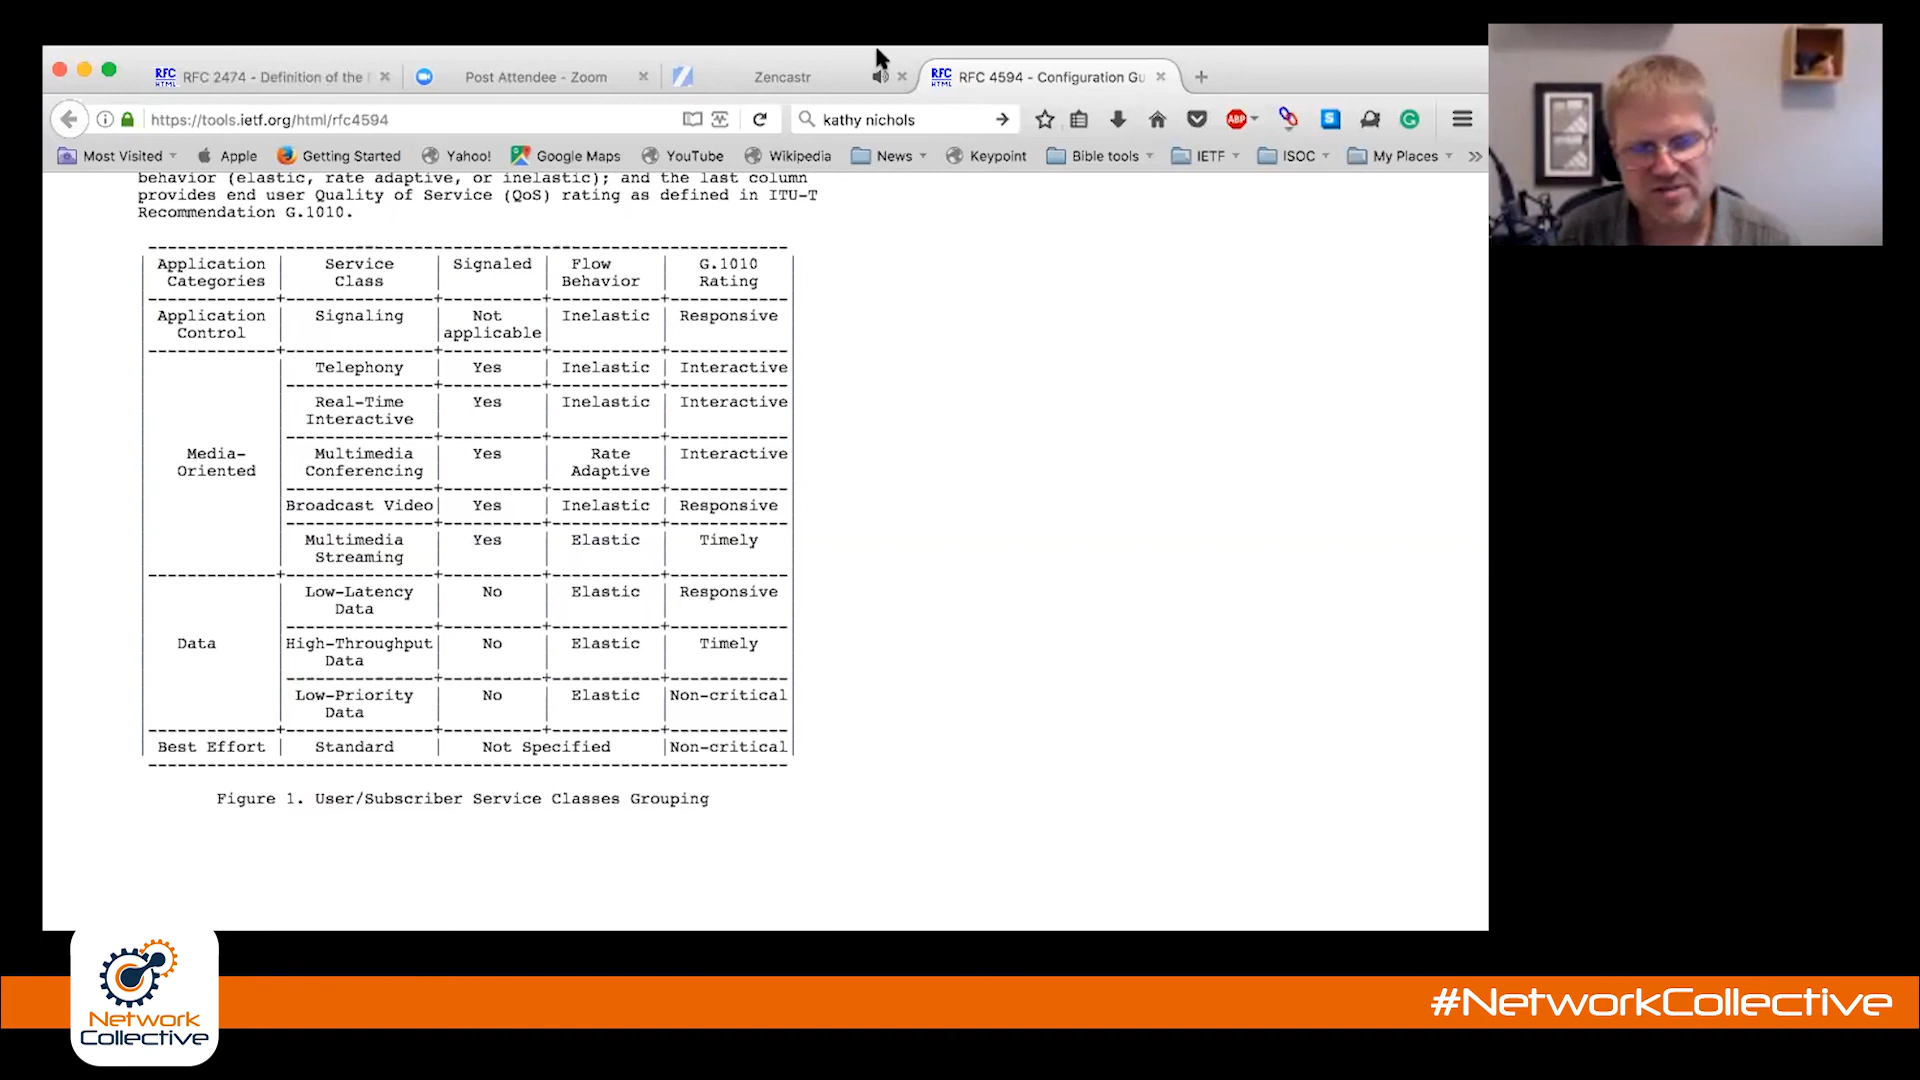 RFC HTML RFC 2474 - Definition of the
Post Attendee - Zoom
Zencastr
RFC HTML RFC 4594 - Configuration Gu
https://tools.ietf.org/html/rfc4594
kathy nichols
ABP
Most Visited Apple Getting Started Yahoo! Google Maps YouTube Wikipedia News Keypoint Bible tools IETF ISOC My Places
behavior (elastic, rate adaptive, or inelastic); and the last column
provides end user Quality of Service (QoS) rating as defined in ITU-T
Recommendation G.1010.
Application | Service | Signaled | Flow | G.1010
Categories | Class | | Behavior | Rating
Application | Signaling | Not | Inelastic | Responsive
Control | | applicable | |
Telephony | Yes | Inelastic | Interactive
Real-Time | Yes | Inelastic | Interactive
Interactive
Media- | Multimedia | Yes | Rate | Interactive
Oriented | Conferencing | | Adaptive |
Broadcast Video | Yes | Inelastic | Responsive
Multimedia | Yes | Elastic | Timely
Streaming
Low-Latency | No | Elastic | Responsive
Data
Data | High-Throughput | No | Elastic | Timely
Data
Low-Priority | No | Elastic | Non-critical
Data
Best Effort | Standard | Not Specified | Non-critical
Figure 1. User/Subscriber Service Classes Grouping
#NetworkCollective
Network
Collective